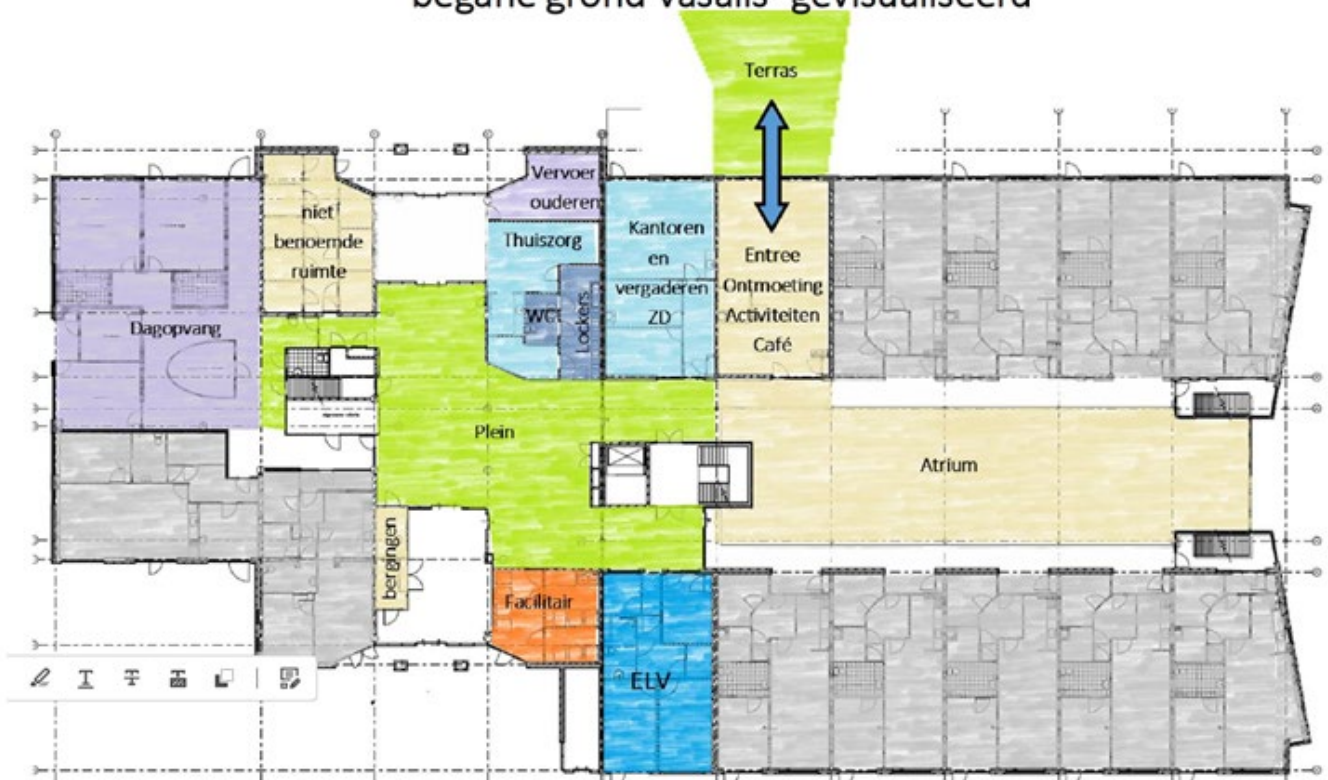 begane grond Vasalis gevisualiseerd
Terras
Vervoer
ouderen
niet
benoemde
ruimte
Thuiszorg
WC
Lockers
Kantoren
en
vergaderen
ZD
Entree
Ontmoeting
Activiteiten
Café
Dagopvang
Plein
Atrium
bergingen
Facilitair
ELV